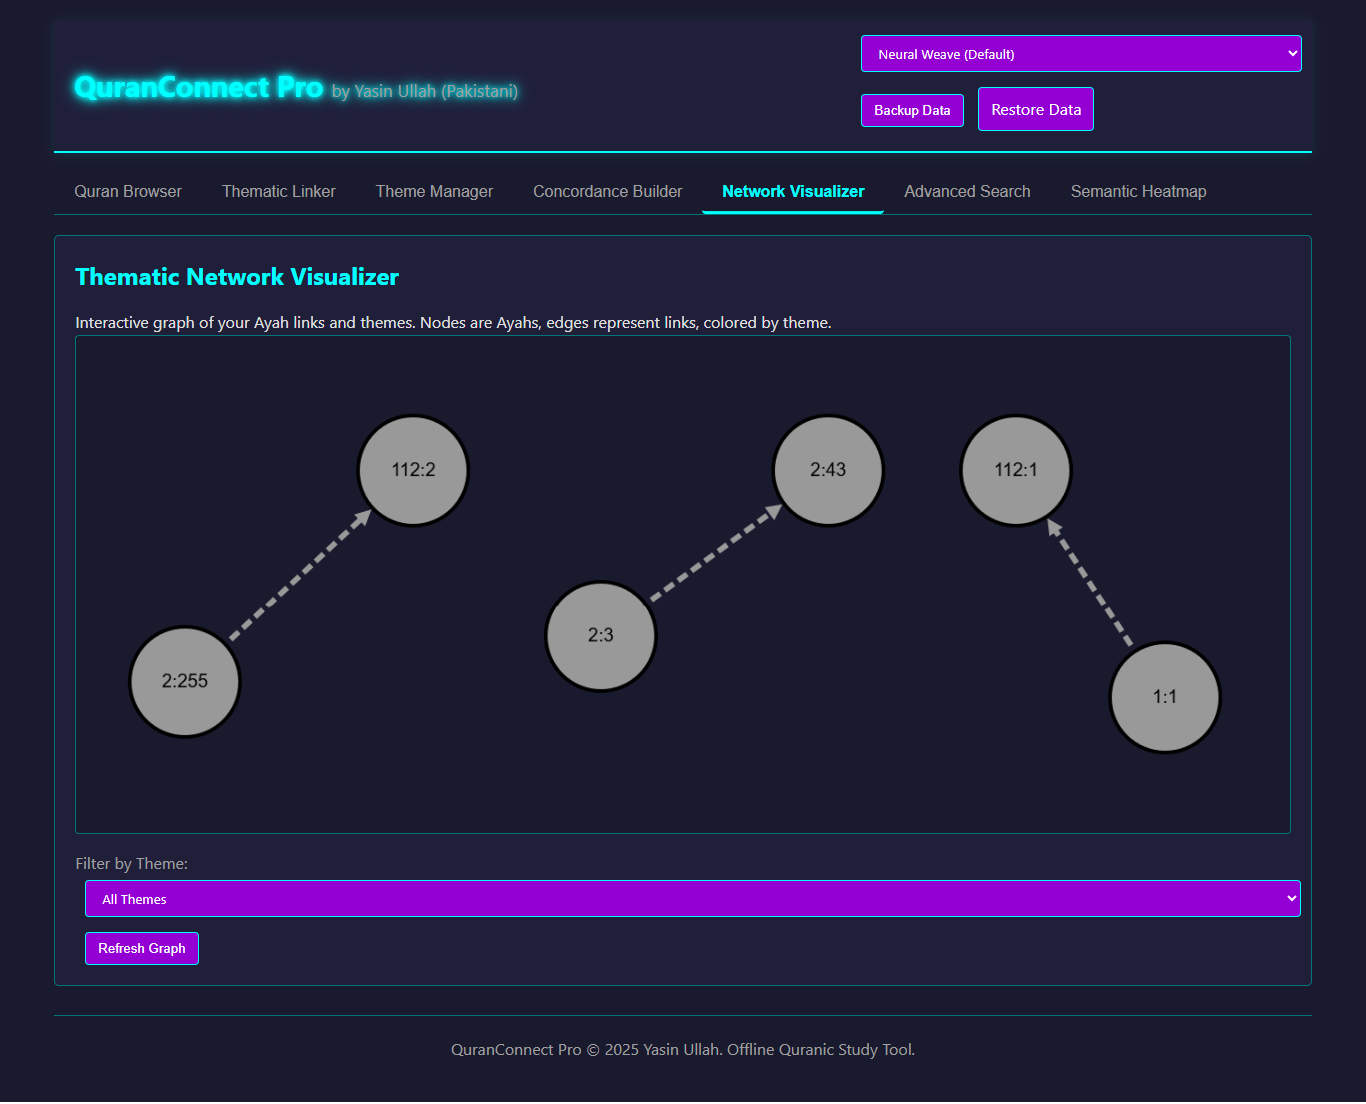 QuranConnect Pro by Yasin Ullah (Pakistani)
Neural Weave (Default)
Backup Data
Restore Data
Quran Browser
Thematic Linker
Theme Manager
Concordance Builder
Network Visualizer
Advanced Search
Semantic Heatmap
Thematic Network Visualizer
Interactive graph of your Ayah links and themes. Nodes are Ayahs, edges represent links, colored by theme.
112:2
2:43
112:1
2:3
2:255
1:1
Filter by Theme:
All Themes
Refresh Graph
QuranConnect Pro © 2025 Yasin Ullah. Offline Quranic Study Tool.